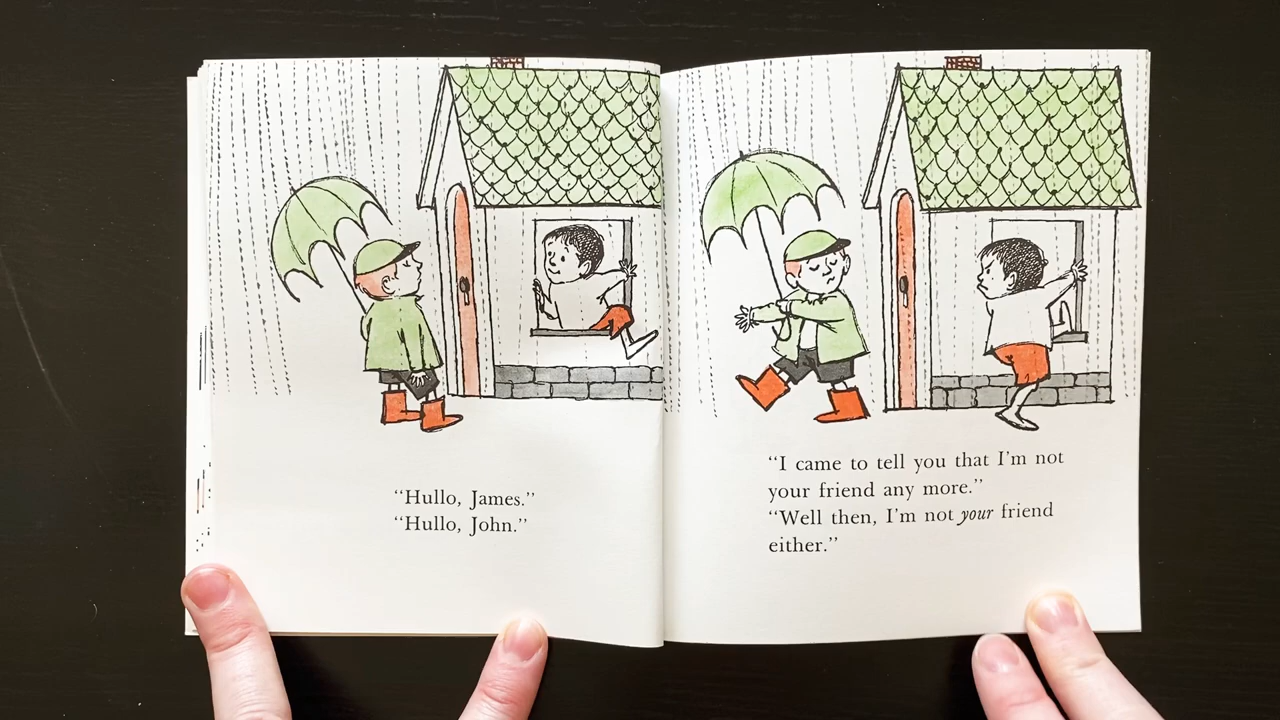 “Hullo, James.”
“Hullo, John.”
“I came to tell you that I’m not
your friend any more.”
“Well then, I’m not your friend
either.”